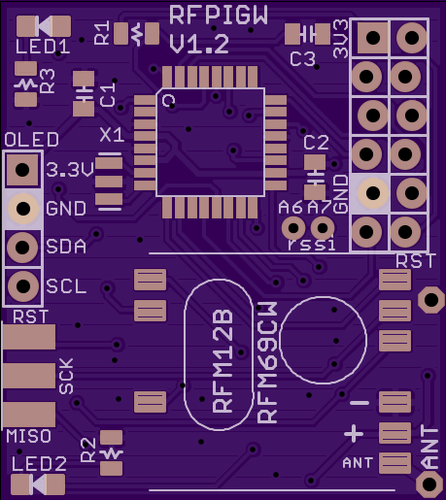 RFPIGW
V1.2
LED1
R1
C3
3V3
R3
C1
OLED
X1
3.3V
C2
GND
GND
A6 A7
SDA
rssi
RST
SCL
RST
RFM12B
RFM69CW
SCK
MISO
R2
-
+
ANT
ANT
LED2